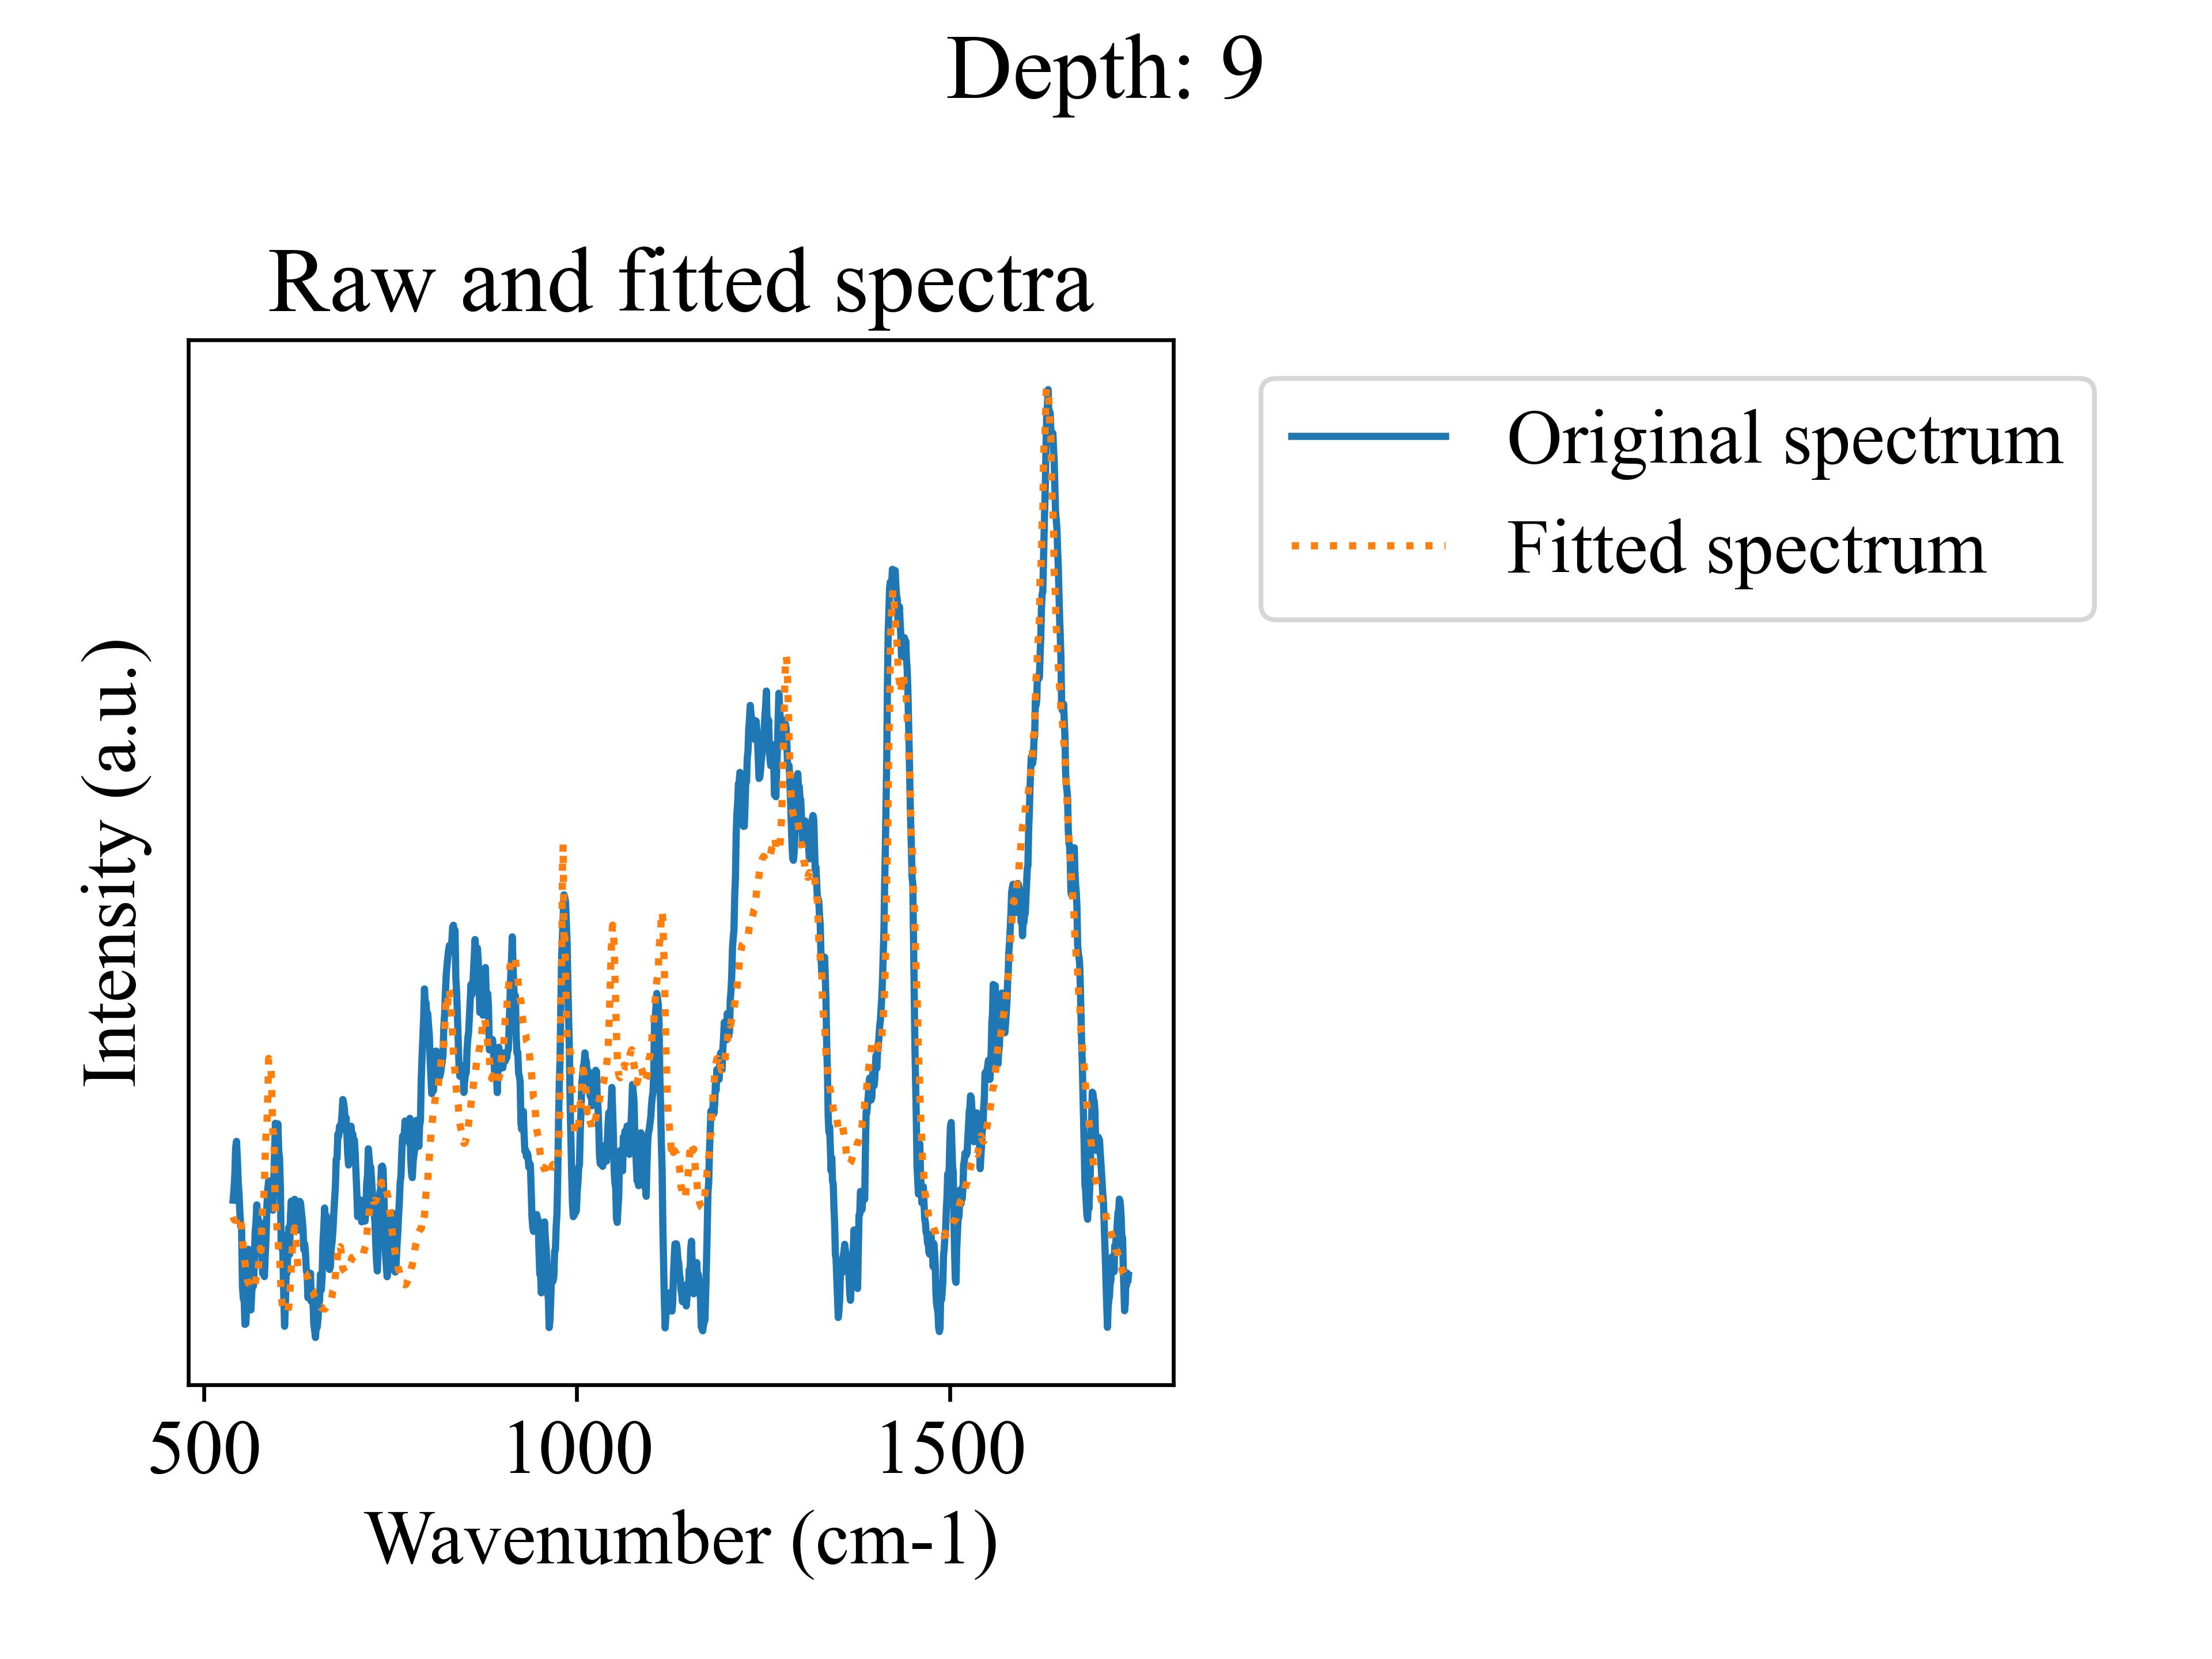 Depth: 9
Raw and fitted spectra
Original spectrum
Fitted spectrum
Intensity (a.u.)
500 1000 1500
Wavenumber (cm-1)